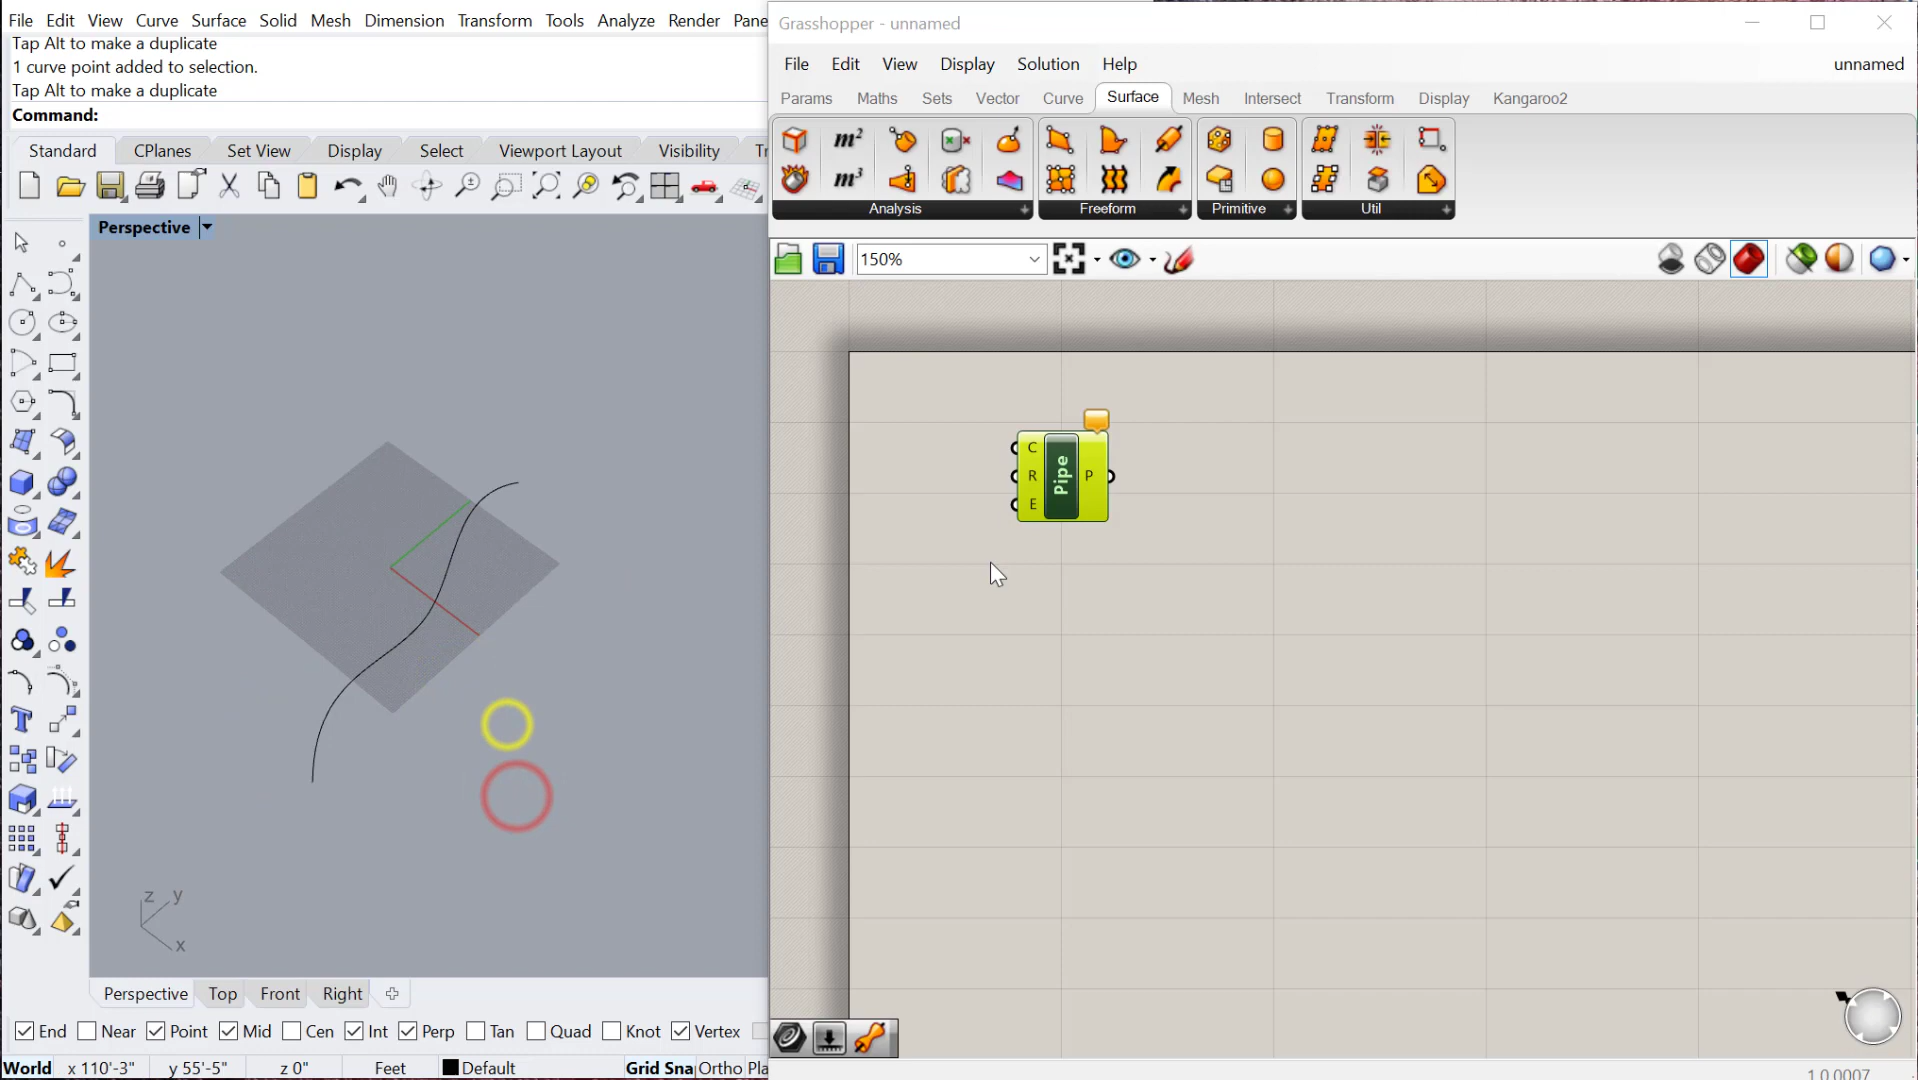 File Edit View Curve Surface Solid Mesh Dimension Transform Tools Analyze Render Pane
Tap Alt to make a duplicate
1 curve point added to selection.
Tap Alt to make a duplicate
Command:
Standard CPlanes Set View Display Select Viewport Layout Visibility Tr
Perspective
z y
x
Perspective Top Front Right
End Near Point Mid Cen Int Perp Tan Quad Knot Vertex
World x 110'-3" y 55'-5" z 0" Feet Default Grid Sna Ortho Pla
Grasshopper - unnamed
File Edit View Display Solution Help unnamed
Params Maths Sets Vector Curve Surface Mesh Intersect Transform Display Kangaroo2
m²
m³
Analysis Freeform Primitive Util
150%
C
R
E
Pipe
P
1.0.0007